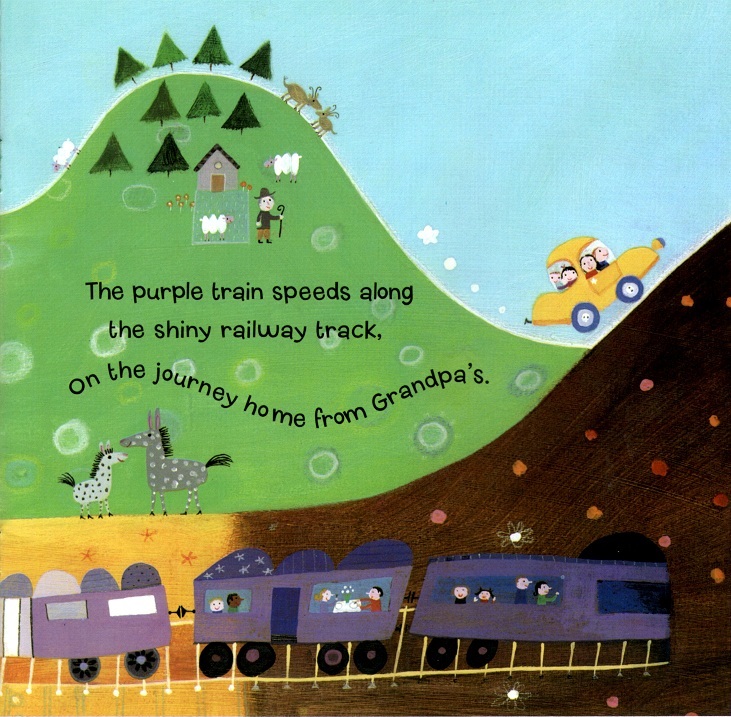 The purple train speeds along
the shiny railway track,
On the journey home from Grandpa's.